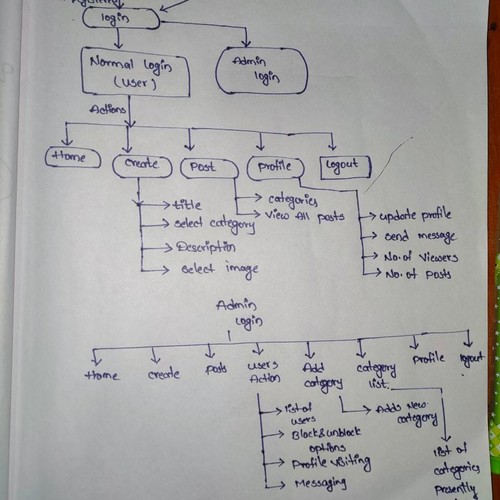 login
Normal Login
(User)
Admin
login
Actions
Home
create
Post
Profile
Logout
title
select category
Description
select image
categories
View All posts
update profile
send message
No. of Viewers
No. of Posts
Admin
Login
Home
create
posts
users
Action
Add
category
category
list
Profile
logout
list of
users
Block & unblock
options
Profile Visiting
Messaging
Adds New
category
list of
categories
presently